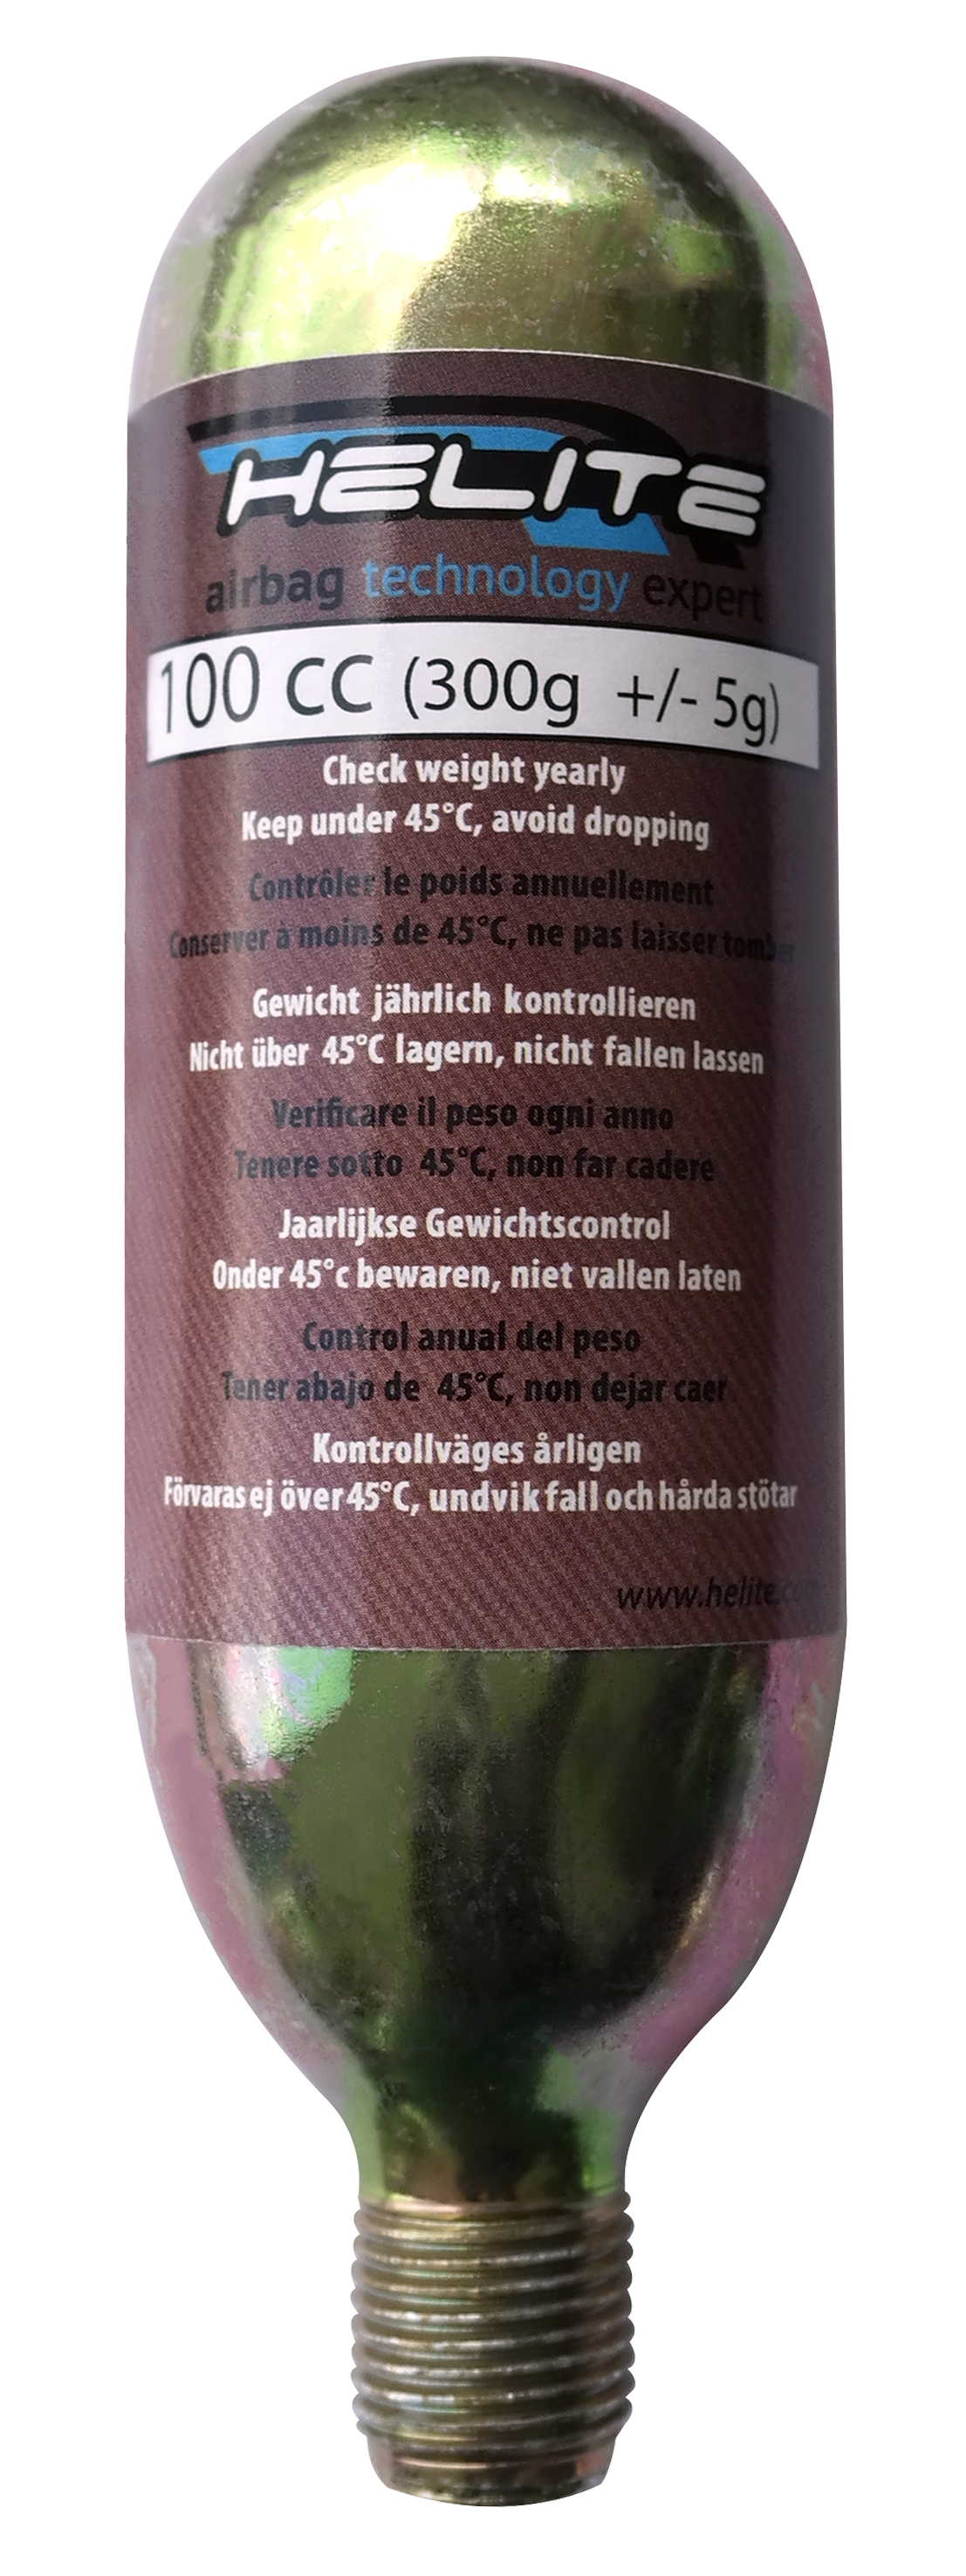 HELITE
airbag technology expert
100 cc (300g +/- 5g)
Check weight yearly
Keep under 45°C, avoid dropping
Contrôler le poids annuellement
Conserver à moins de 45°C, ne pas laisser tomber
Gewicht jährlich kontrollieren
Nicht über 45°C lagern, nicht fallen lassen
Verificare il peso ogni anno
Tenere sotto 45°C, non far cadere
Jaarlijkse Gewichtscontrol
Onder 45°c bewaren, niet vallen laten
Control anual del peso
Tener abajo de 45°C, non dejar caer
Kontrollväges årligen
Förvaras ej över 45°C, undvik fall och hårda stötar
www.helite.com